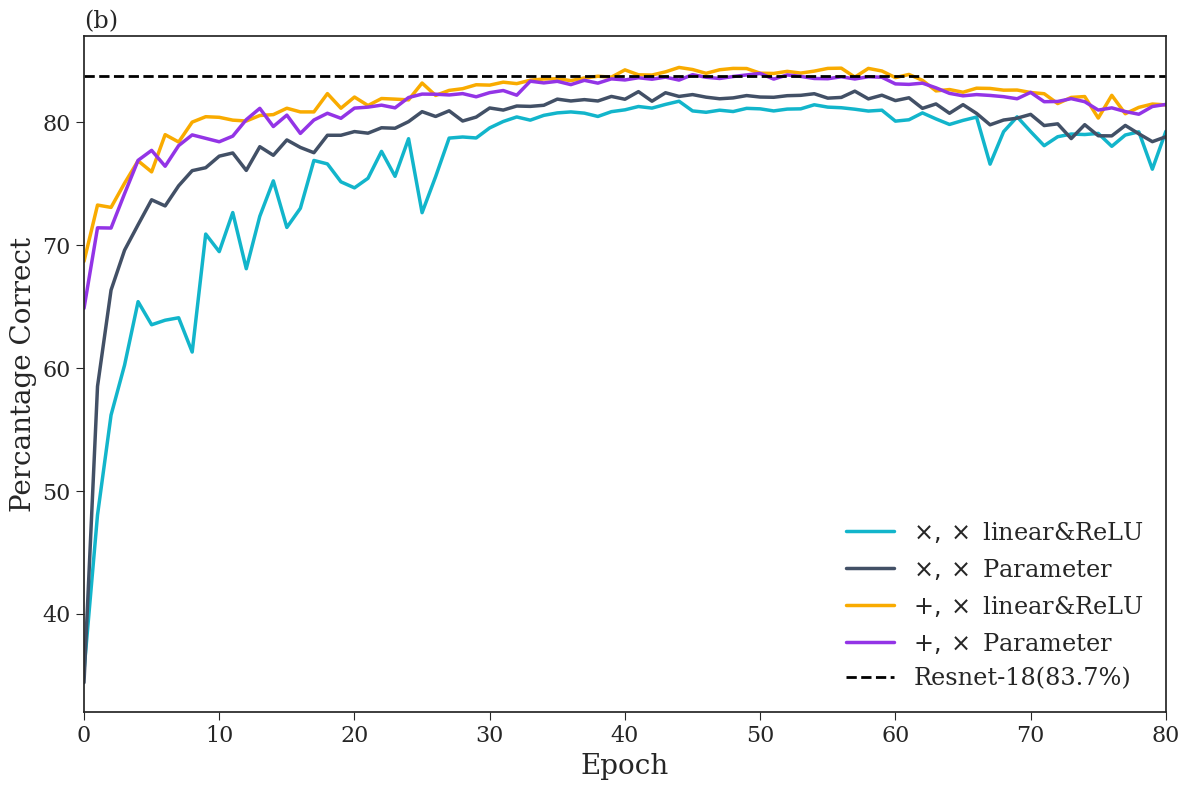 (b)
Percantage Correct
80
70
60
50
40
×, × linear&ReLU
×, × Parameter
+, × linear&ReLU
+, × Parameter
Resnet-18(83.7%)
0 10 20 30 40 50 60 70 80
Epoch